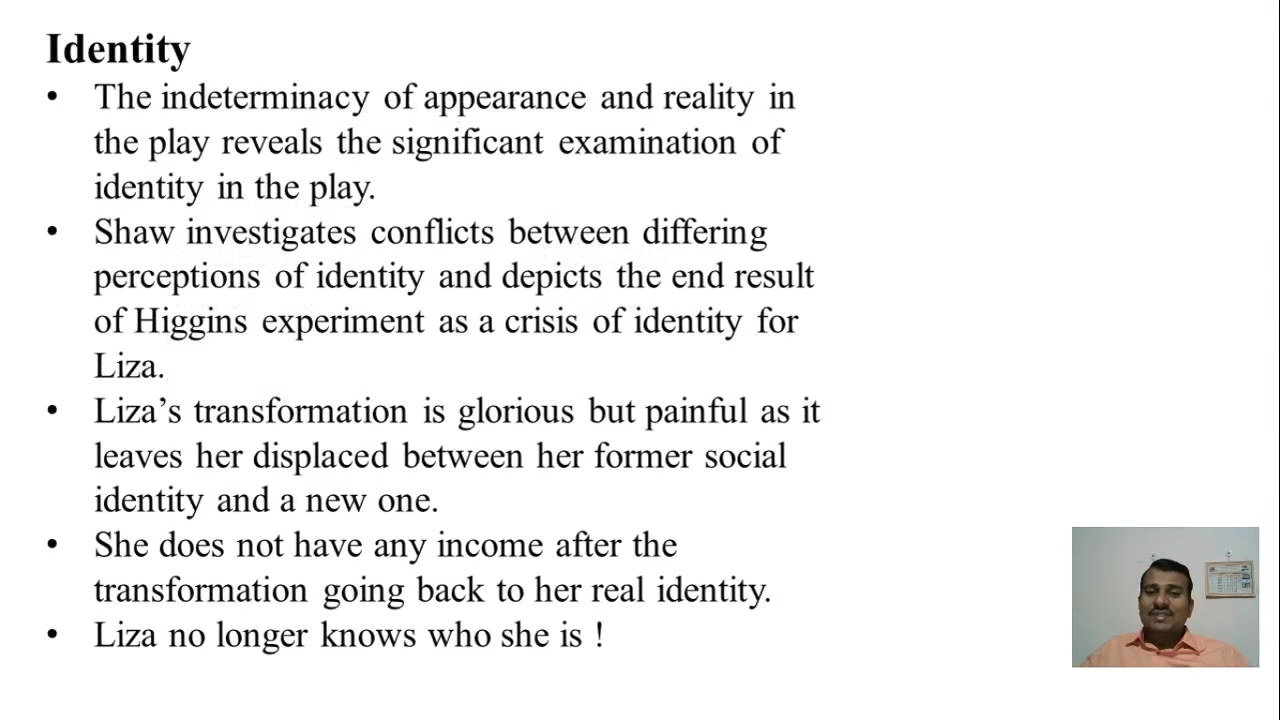 Identity
• The indeterminacy of appearance and reality in
the play reveals the significant examination of
identity in the play.
• Shaw investigates conflicts between differing
perceptions of identity and depicts the end result
of Higgins experiment as a crisis of identity for
Liza.
• Liza’s transformation is glorious but painful as it
leaves her displaced between her former social
identity and a new one.
• She does not have any income after the
transformation going back to her real identity.
• Liza no longer knows who she is !